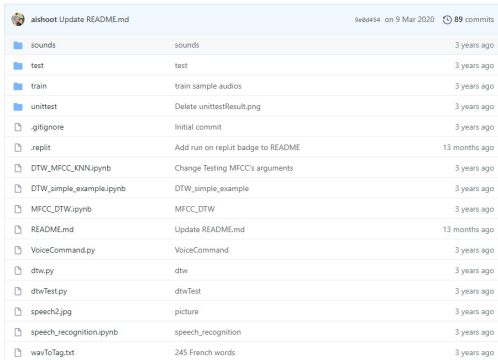 aishoot Update README.md 9e0d454 on 9 Mar 2020 89 commits
sounds sounds 3 years ago
test test 3 years ago
train train sample audios 3 years ago
unittest Delete unittestResult.png 3 years ago
.gitignore Initial commit 3 years ago
.replit Add run on repl.it badge to README 13 months ago
DTW_MFCC_KNN.ipynb Change Testing MFCC's arguments 3 years ago
DTW_simple_example.ipynb DTW_simple_example 3 years ago
MFCC_DTW.ipynb MFCC_DTW 3 years ago
README.md Update README.md 13 months ago
VoiceCommand.py VoiceCommand 3 years ago
dtw.py dtw 3 years ago
dtwTest.py dtwTest 3 years ago
speech2.jpg picture 3 years ago
speech_recognition.ipynb speech_recognition 3 years ago
wavToTag.txt 245 French words 3 years ago